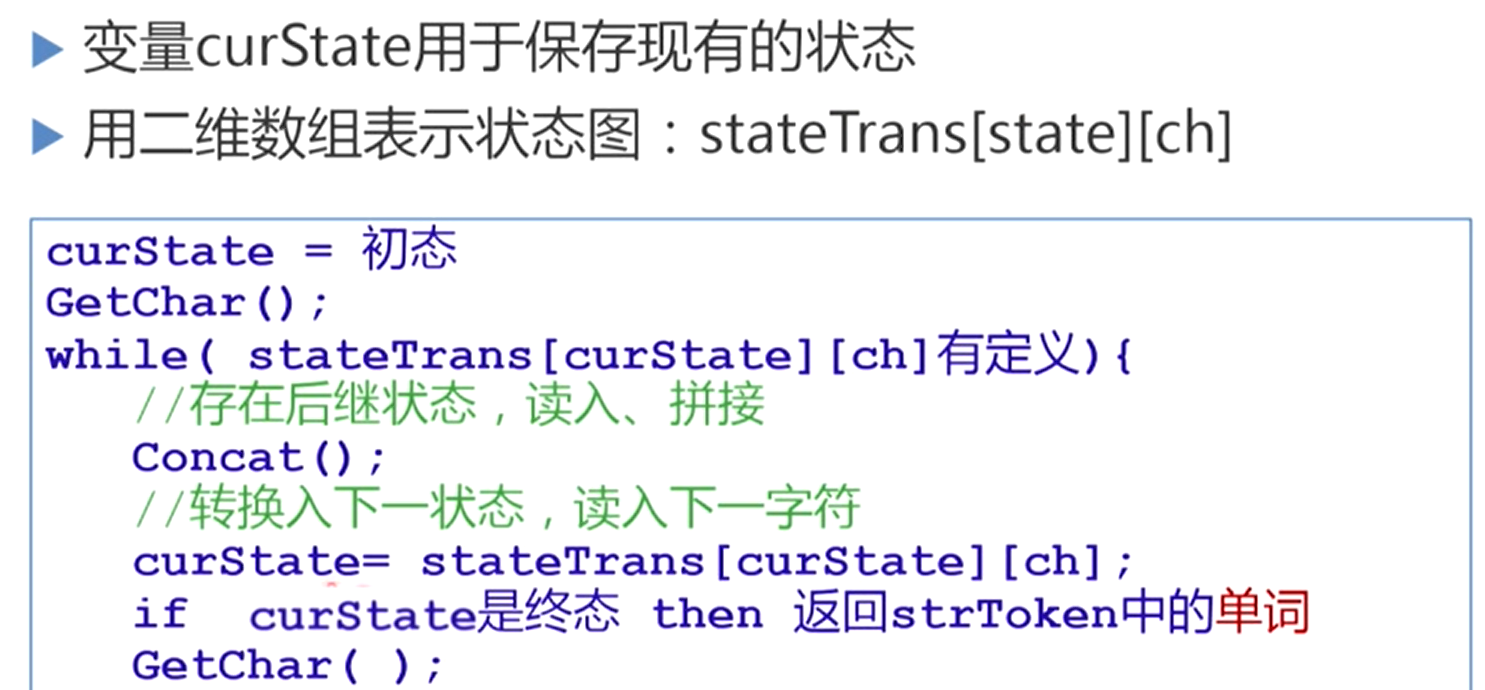 变量curState用于保存现有的状态
用二维数组表示状态图：stateTrans[state][ch]
curState = 初态
GetChar();
while( stateTrans[curState][ch]有定义){
//存在后继状态，读入、拼接
Concat();
//转换入下一状态，读入下一字符
curState= stateTrans[curState][ch];
if curState是终态 then 返回strToken中的单词
GetChar( );